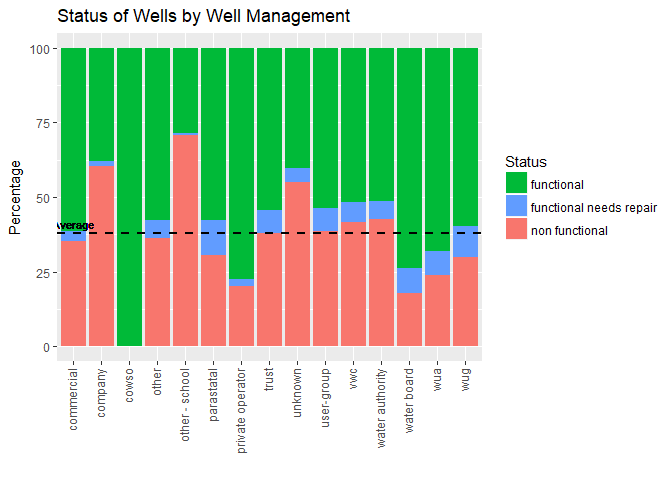 Status of Wells by Well Management
Percentage
100
75
50
25
0
average
commercial
company
cowso
other
other - school
parastatal
private operator
trust
unknown
user-group
vwc
water authority
water board
wua
wug
Status
functional
functional needs repair
non functional